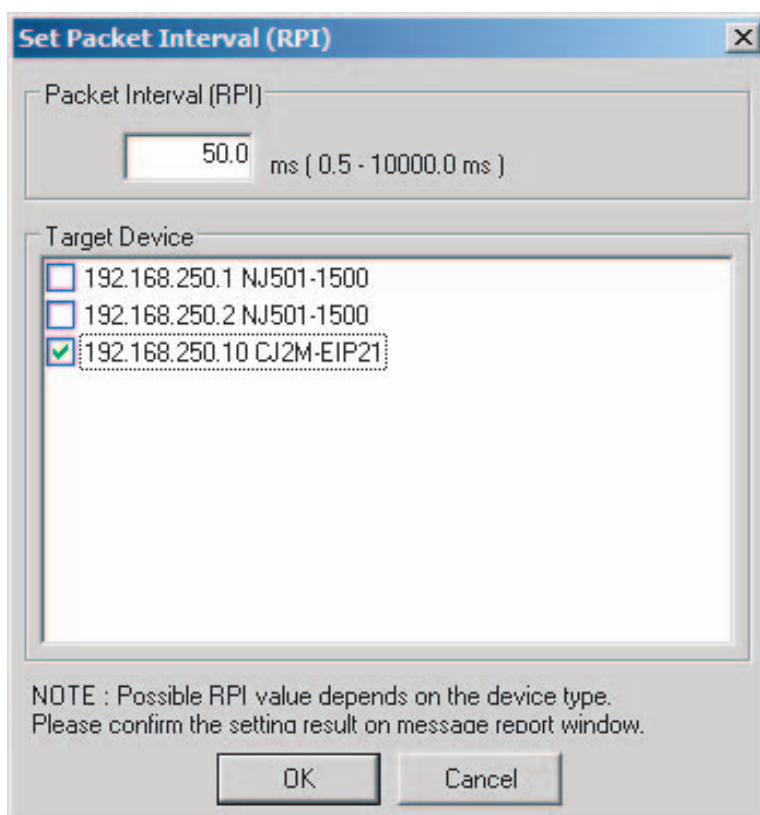 Set Packet Interval (RPI)
Packet Interval (RPI)
50.0 ms ( 0.5 - 10000.0 ms )
Target Device
192.168.250.1 NJ501-1500
192.168.250.2 NJ501-1500
192.168.250.10 CJ2M-EIP21
NOTE : Possible RPI value depends on the device type.
Please confirm the setting result on message report window.
OK Cancel